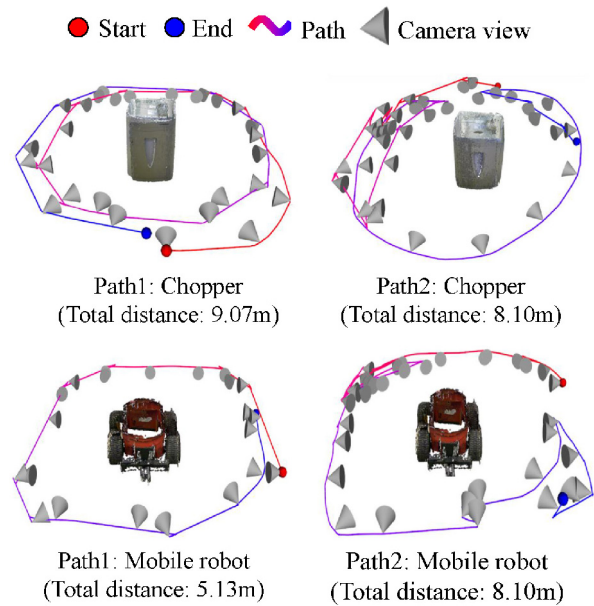 Start End Path Camera view
Path1: Chopper
(Total distance: 9.07m)
Path2: Chopper
(Total distance: 8.10m)
Path1: Mobile robot
(Total distance: 5.13m)
Path2: Mobile robot
(Total distance: 8.10m)